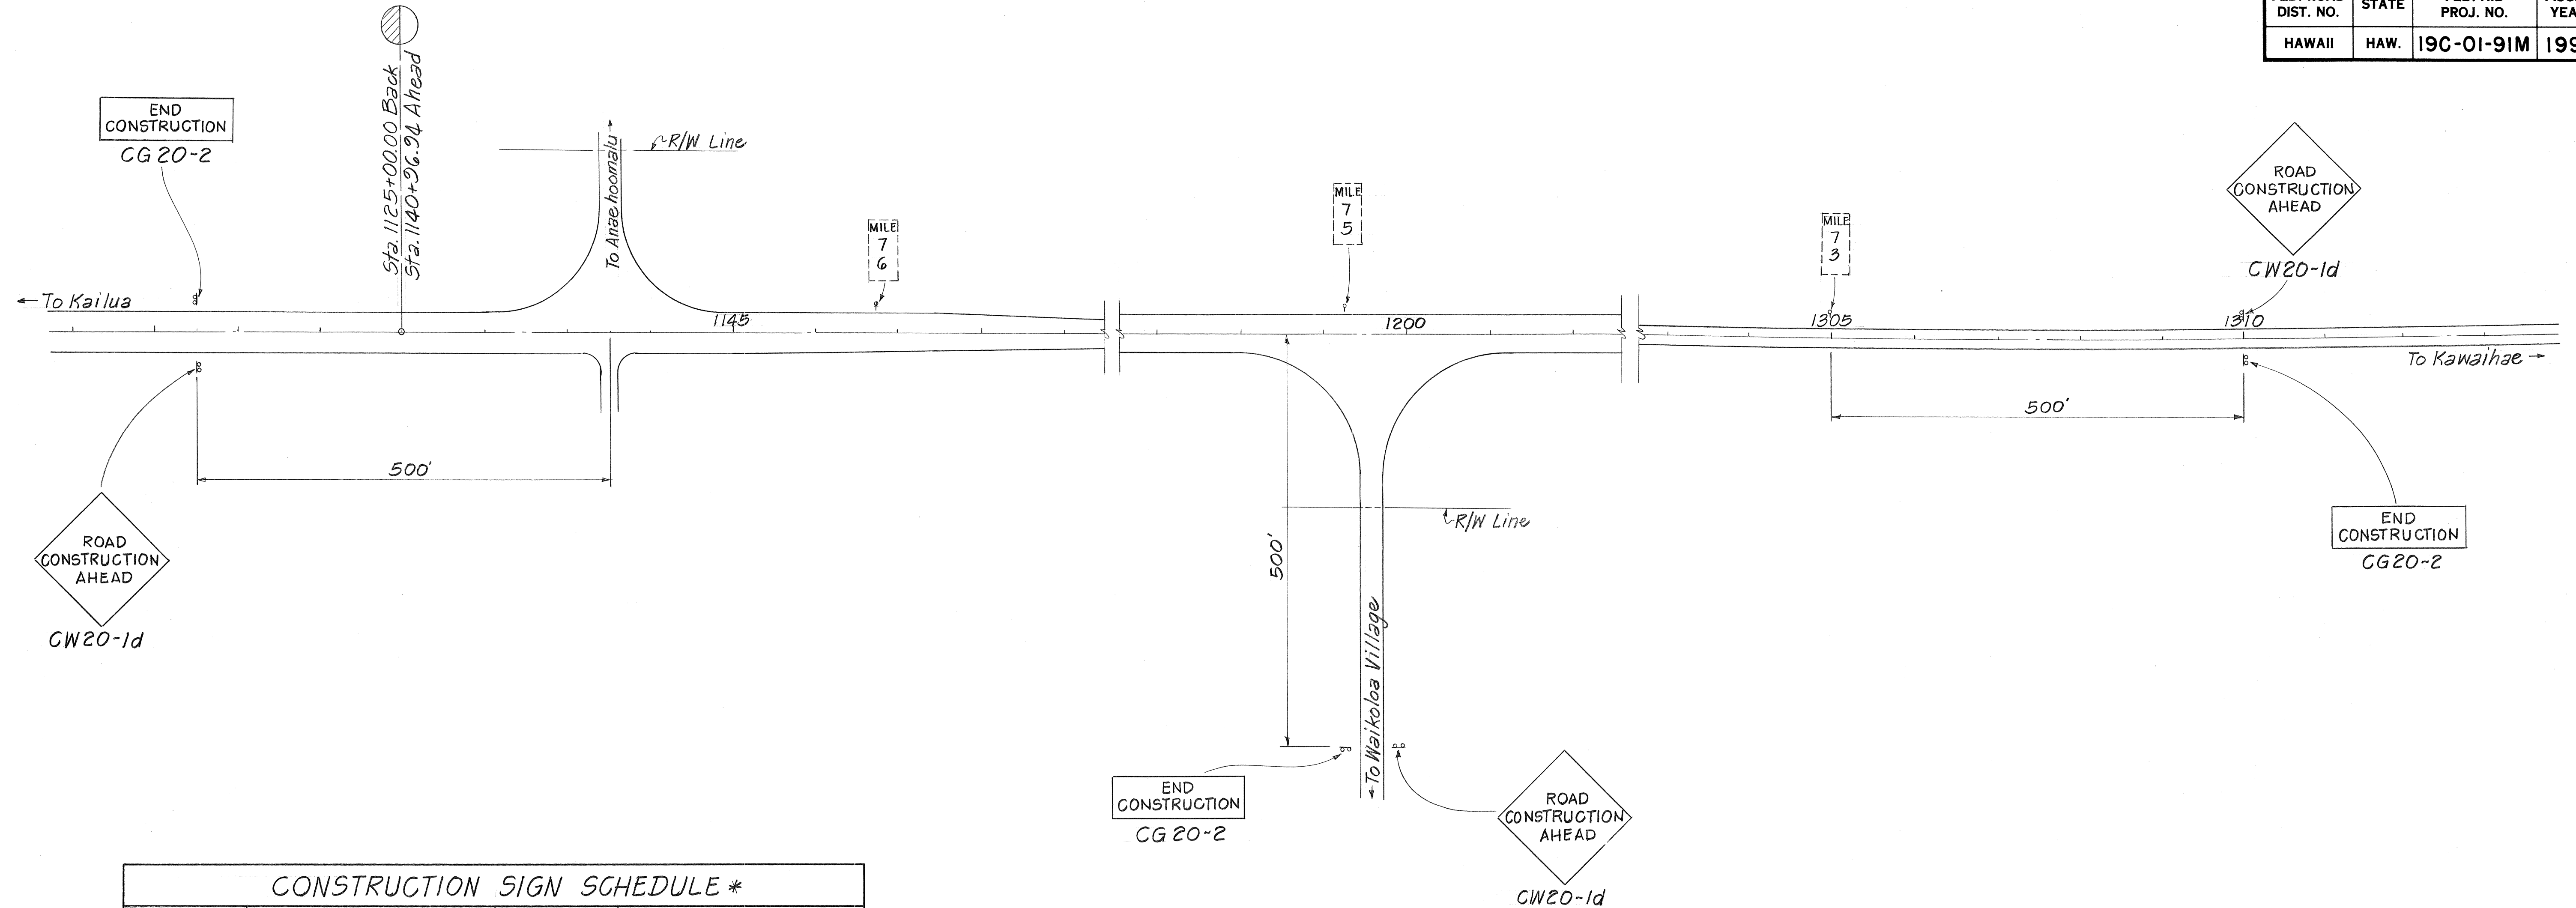 DIST. NO.
STATE
PROJ. NO.
HAWAII
HAW.
19C-01-91M
END
CONSTRUCTION
CG 20-2
Sta. 1125+00.00 Back
Sta. 1140+96.94 Ahead
To Anaehoomalu
R/W Line
MILE
7
6
MILE
7
5
MILE
7
3
ROAD
CONSTRUCTION
AHEAD
CW20-1d
To Kailua
1145
1200
1305
1310
To Kawaihae
500'
500'
500'
ROAD
CONSTRUCTION
AHEAD
CW20-1d
R/W Line
To Waikoloa Village
END
CONSTRUCTION
CG20-2
END
CONSTRUCTION
CG 20-2
ROAD
CONSTRUCTION
AHEAD
CW20-1d
CONSTRUCTION SIGN SCHEDULE *